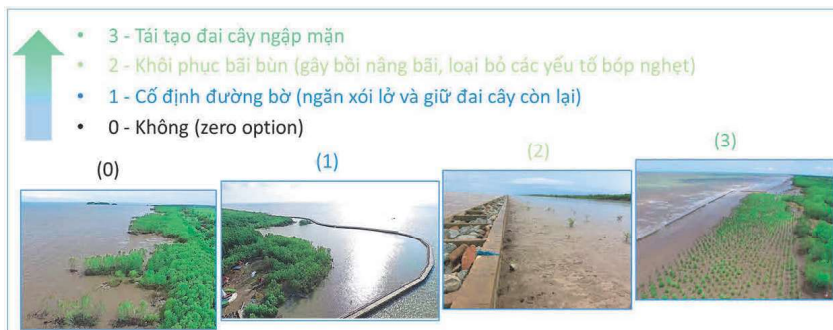 • 3 - Tái tạo đai cây ngập mặn
• 2 - Khôi phục bãi bùn (gây bồi nâng bãi, loại bỏ các yếu tố bóp nghẹt)
• 1 - Cố định đường bờ (ngăn xói lở và giữ đai cây còn lại)
• 0 - Không (zero option)
(0)
(1)
(2)
(3)